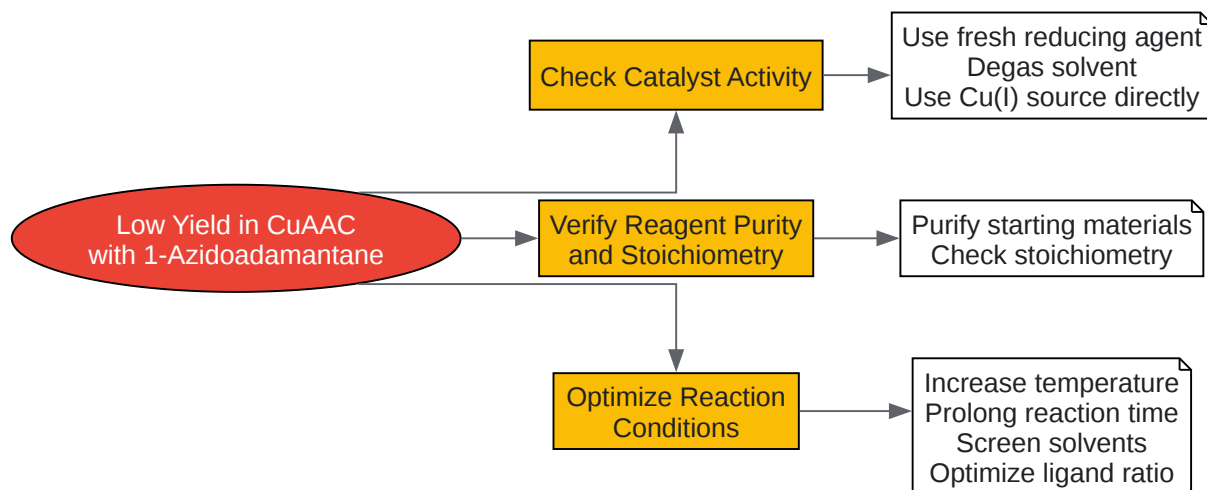 Low Yield in CuAAC
with 1-Azidoadamantane
Check Catalyst Activity
Use fresh reducing agent
Degas solvent
Use Cu(I) source directly
Verify Reagent Purity
and Stoichiometry
Purify starting materials
Check stoichiometry
Optimize Reaction
Conditions
Increase temperature
Prolong reaction time
Screen solvents
Optimize ligand ratio